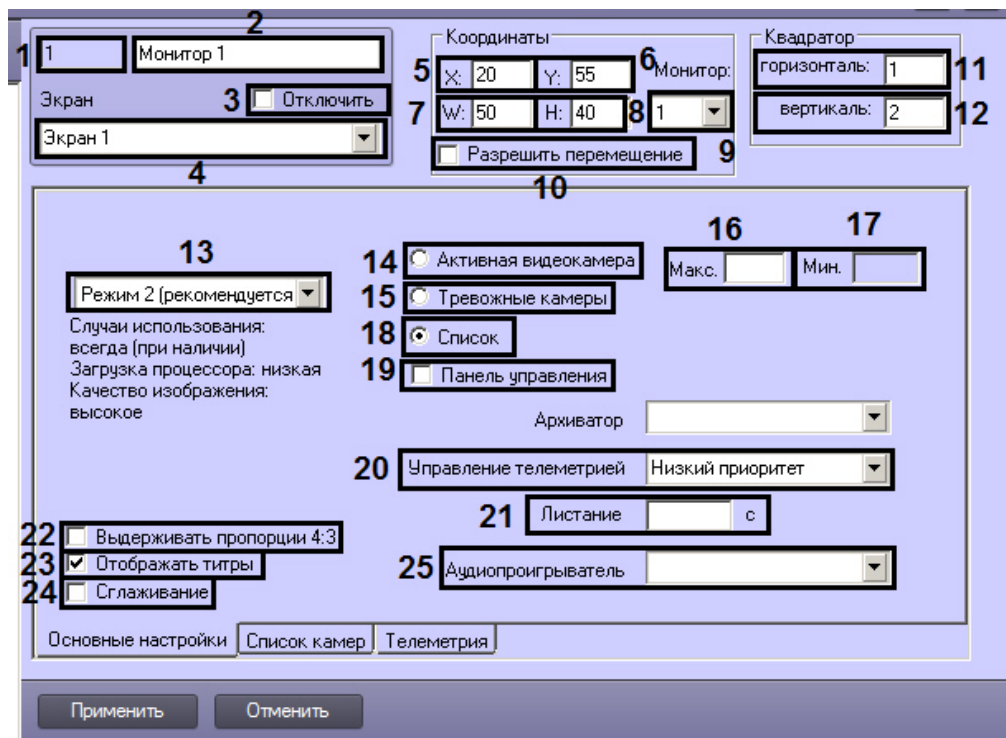 2
1 1 Монитор 1
Экран 3 Отключить
Экран 1
4
Координаты
5 X: 20 Y: 55 6 Монитор:
7 W: 50 H: 40 8 1
Разрешить перемещение 9
10
Квадратор
горизонталь: 1 11
вертикаль: 2 12
13
Режим 2 (рекомендуется
Случаи использования:
всегда (при наличии)
Загрузка процессора: низкая
Качество изображения:
высокое
14 Активная видеокамера
15 Тревожные камеры
18 Список
19 Панель управления
16 17
Макс. Мин.
Архиватор
20 Управление телеметрией Низкий приоритет
21 Листание с
22 Выдерживать пропорции 4:3
23 Отображать титры
24 Сглаживание
25 Аудиопроигрыватель
Основные настройки Список камер Телеметрия
Применить Отменить